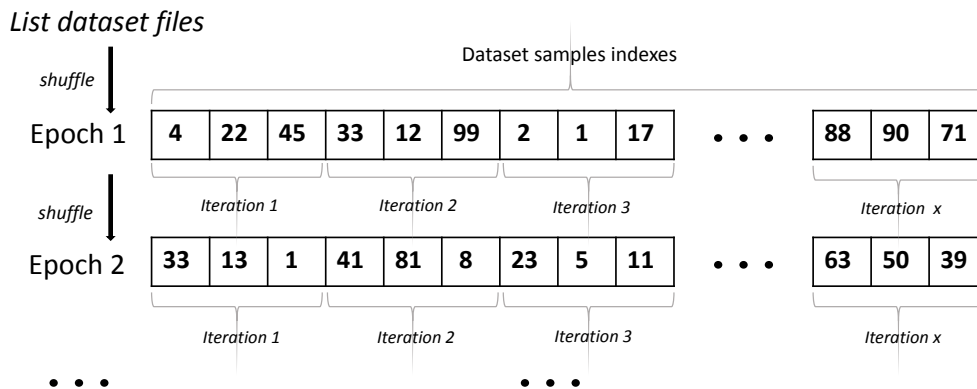 List dataset files
Dataset samples indexes
shuffle
Epoch 1 4 22 45 33 12 99 2 1 17 • • • 88 90 71
Iteration 1 Iteration 2 Iteration 3 Iteration x
shuffle
Epoch 2 33 13 1 41 81 8 23 5 11 • • • 63 50 39
Iteration 1 Iteration 2 Iteration 3 Iteration x
• • • • • •